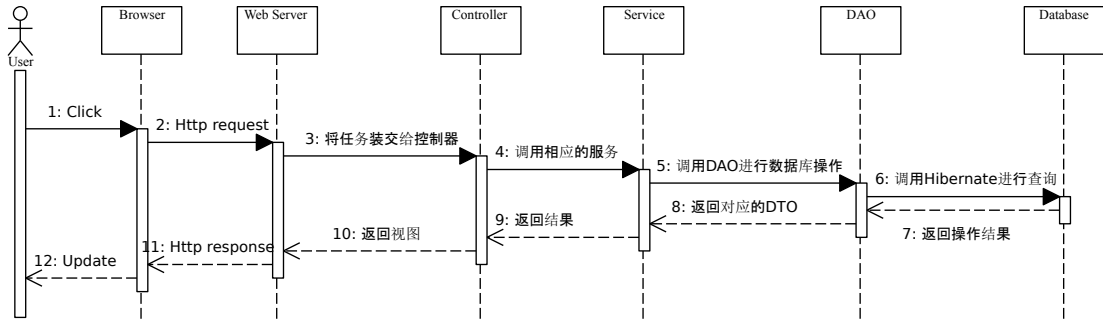 Browser
Web Server
Controller
Service
DAO
Database
User
1: Click
2: Http request
3: 将任务装交给控制器
4: 调用相应的服务
5: 调用DAO进行数据库操作
6: 调用Hibernate进行查询
7: 返回操作结果
8: 返回对应的DTO
9: 返回结果
10: 返回视图
11: Http response
12: Update